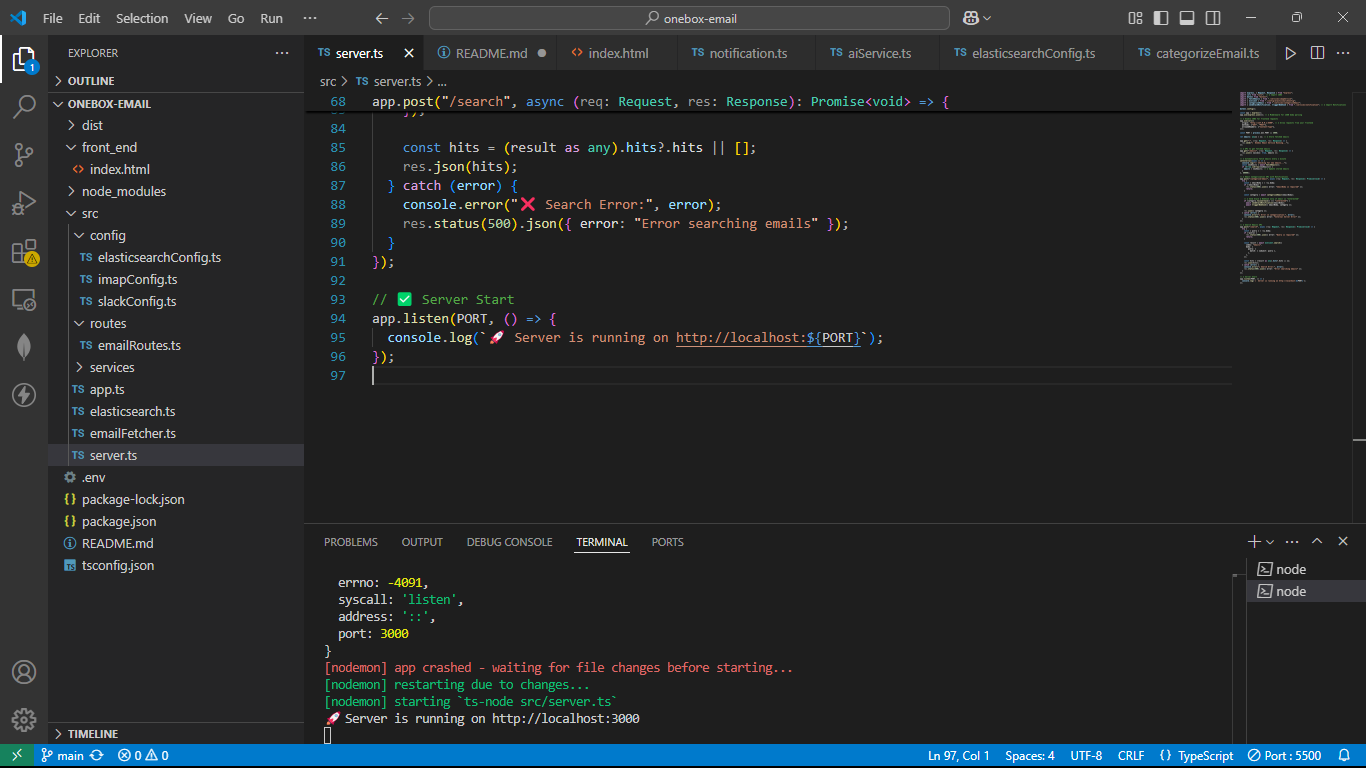 File Edit Selection View Go Run ··· onebox-email
EXPLORER ···
OUTLINE
ONEBOX-EMAIL
dist
front_end
<> index.html
node_modules
src
config
TS elasticsearchConfig.ts
TS imapConfig.ts
TS slackConfig.ts
routes
TS emailRoutes.ts
services
TS app.ts
TS elasticsearch.ts
TS emailFetcher.ts
TS server.ts
.env
{} package-lock.json
{} package.json
README.md
TS tsconfig.json
TIMELINE
TS server.ts README.md <> index.html TS notification.ts TS aiService.ts TS elasticsearchConfig.ts TS categorizeEmail.ts ···
src > TS server.ts > ...
68 app.post("/search", async (req: Request, res: Response): Promise<void> => {
84
85 const hits = (result as any).hits?.hits || [];
86 res.json(hits);
87 } catch (error) {
88 console.error("❌ Search Error:", error);
89 res.status(500).json({ error: "Error searching emails" });
90 }
91 });
92
93 // ✅ Server Start
94 app.listen(PORT, () => {
95 console.log(`🚀 Server is running on http://localhost:${PORT}`);
96 });
97
PROBLEMS OUTPUT DEBUG CONSOLE TERMINAL PORTS
errno: -4091,
syscall: 'listen',
address: '::',
port: 3000
}
[nodemon] app crashed - waiting for file changes before starting...
[nodemon] restarting due to changes...
[nodemon] starting `ts-node src/server.ts`
🚀 Server is running on http://localhost:3000
node
node
main 0 0 Ln 97, Col 1 Spaces: 4 UTF-8 CRLF {} TypeScript Port : 5500